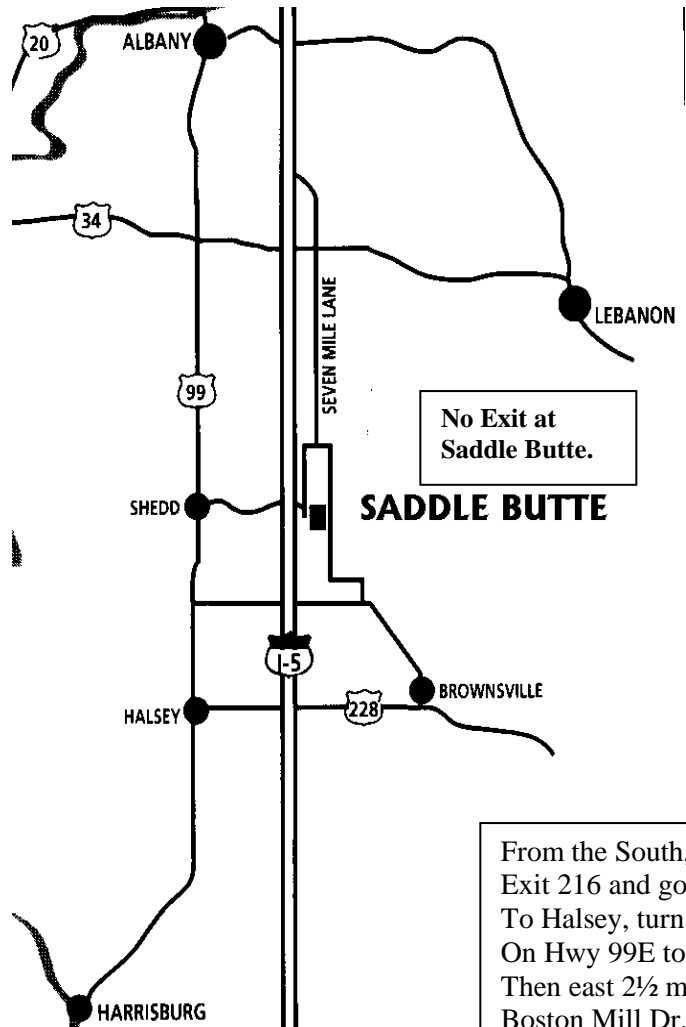 20
ALBANY
34
SEVEN MILE LANE
LEBANON
99
No Exit at
Saddle Butte.
SHEDD
SADDLE BUTTE
I-5
BROWNSVILLE
HALSEY
228
From the South,
Exit 216 and go
To Halsey, turn
On Hwy 99E to
Then east 2½ m
Boston Mill Dr.
HARRISBURG